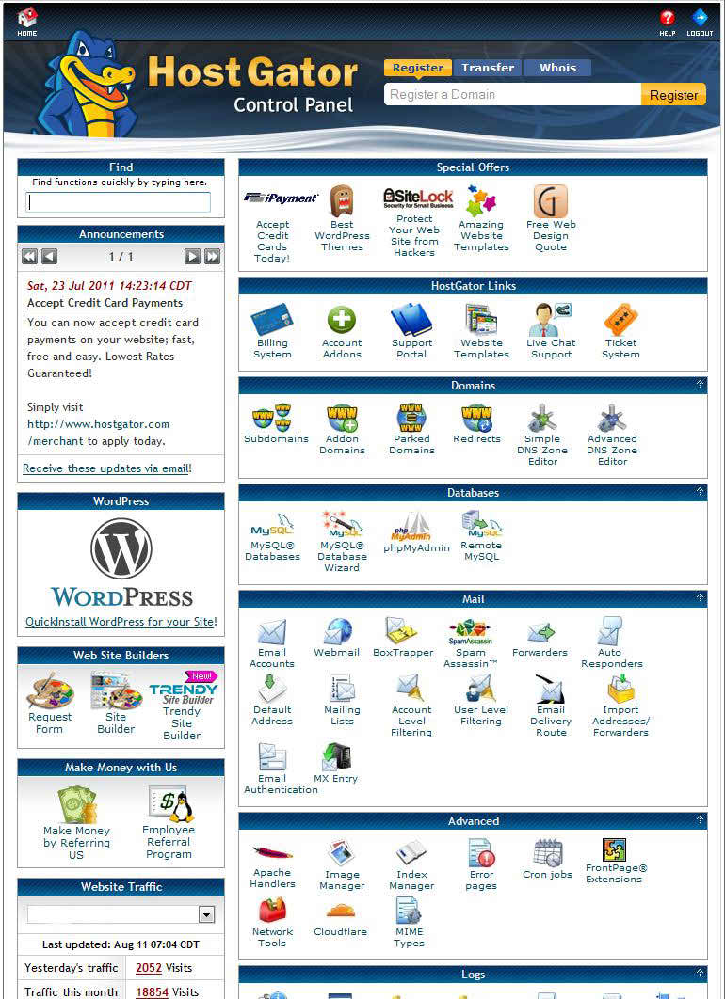 HOME
HELP
LOGOUT
HostGator
Control Panel
Register
Transfer
Whois
Register a Domain
Register
Find
Find functions quickly by typing here.
Announcements
1 / 1
Sat, 23 Jul 2011 14:23:14 CDT
Accept Credit Card Payments
You can now accept credit card
payments on your website; fast,
free and easy. Lowest Rates
Guaranteed!
Simply visit
http://www.hostgator.com
/merchant to apply today.
Receive these updates via email!
WordPress
W
WORDPRESS
QuickInstall WordPress for your Site!
Web Site Builders
Request
Form
Site
Builder
New!
TRENDY
Site Builder
Trendy
Site
Builder
Make Money with Us
Make Money
by Referring
US
$
Employee
Referral
Program
Website Traffic
Last updated: Aug 11 07:04 CDT
Yesterday's traffic
2052 Visits
Traffic this month
18854 Visits
Special Offers
iPayment
Accept
Credit
Cards
Today!
Best
WordPress
Themes
SiteLock
Security for Small Business
Protect
Your Web
Site from
Hackers
Amazing
Website
Templates
G
Free Web
Design
Quote
HostGator Links
Billing
System
Account
Addons
Support
Portal
Website
Templates
Live Chat
Support
Ticket
System
Domains
WWW
Subdomains
WWW
Addon
Domains
WWW
Parked
Domains
WWW
Redirects
Simple
DNS Zone
Editor
Advanced
DNS Zone
Editor
Databases
MySQL
MySQL®
Databases
MySQL
MySQL®
Database
Wizard
php
MyAdmin
phpMyAdmin
MySQL
Remote
MySQL
Mail
Email
Accounts
Webmail
BoxTrapper
SpamAssassin
Spam
Assassin™
Forwarders
Auto
Responders
Default
Address
Mailing
Lists
Account
Level
Filtering
User Level
Filtering
Email
Delivery
Route
Import
Addresses/
Forwarders
Email
Authentication
MX Entry
Advanced
Apache
Handlers
Image
Manager
Index
Manager
Error
pages
Cron jobs
FrontPage®
Extensions
Network
Tools
Cloudflare
MIME
Types
Logs